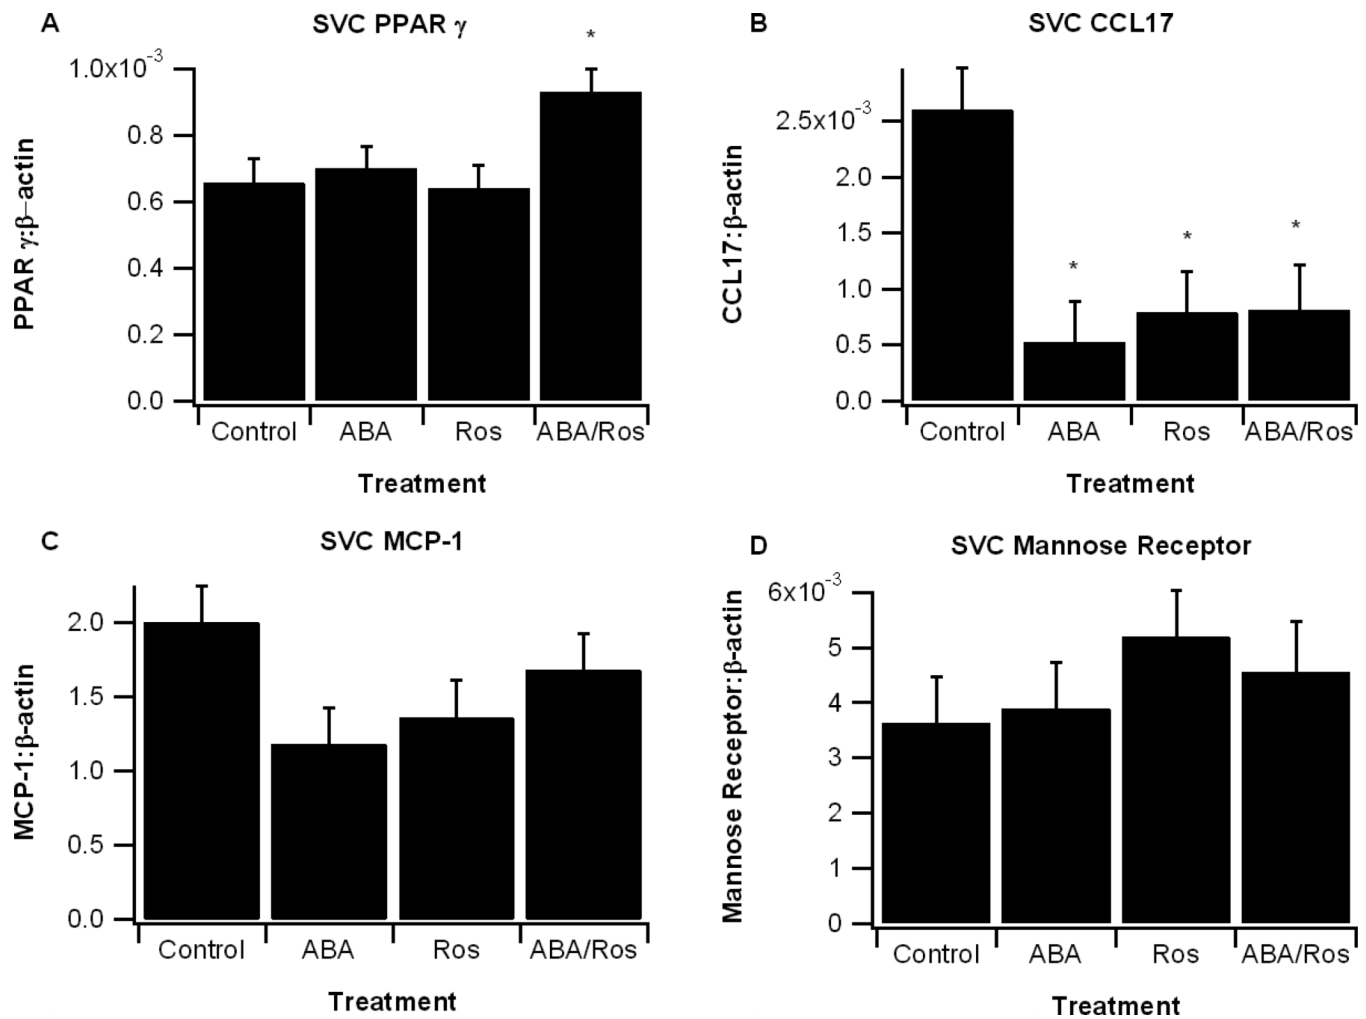 A
SVC PPAR γ
*
1.0x10⁻³
0.8
0.6
0.4
0.2
0.0
PPAR γ:β–actin
Control ABA Ros ABA/Ros
Treatment
B
SVC CCL17
2.5x10⁻³
2.0
1.5
1.0
0.5
0.0
* * *
CCL17:β-actin
Control ABA Ros ABA/Ros
Treatment
C
SVC MCP-1
2.0
1.5
1.0
0.5
0.0
MCP-1:β-actin
Control ABA Ros ABA/Ros
Treatment
D
SVC Mannose Receptor
6x10⁻³
5
4
3
2
1
0
Mannose Receptor:β-actin
Control ABA Ros ABA/Ros
Treatment